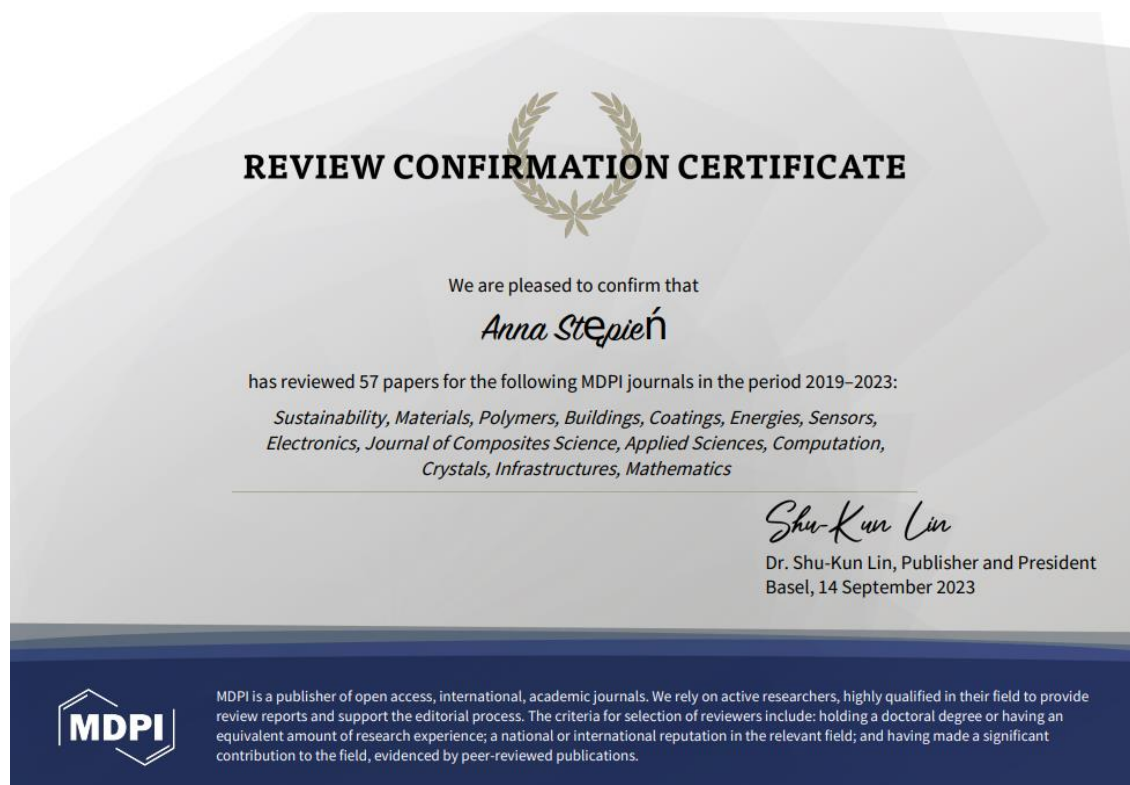 REVIEW CONFIRMATION CERTIFICATE
We are pleased to confirm that
Anna Stępień
has reviewed 57 papers for the following MDPI journals in the period 2019–2023:
Sustainability, Materials, Polymers, Buildings, Coatings, Energies, Sensors,
Electronics, Journal of Composites Science, Applied Sciences, Computation,
Crystals, Infrastructures, Mathematics
Shu-Kun Lin
Dr. Shu-Kun Lin, Publisher and President
Basel, 14 September 2023
MDPI
MDPI is a publisher of open access, international, academic journals. We rely on active researchers, highly qualified in their field to provide
review reports and support the editorial process. The criteria for selection of reviewers include: holding a doctoral degree or having an
equivalent amount of research experience; a national or international reputation in the relevant field; and having made a significant
contribution to the field, evidenced by peer-reviewed publications.